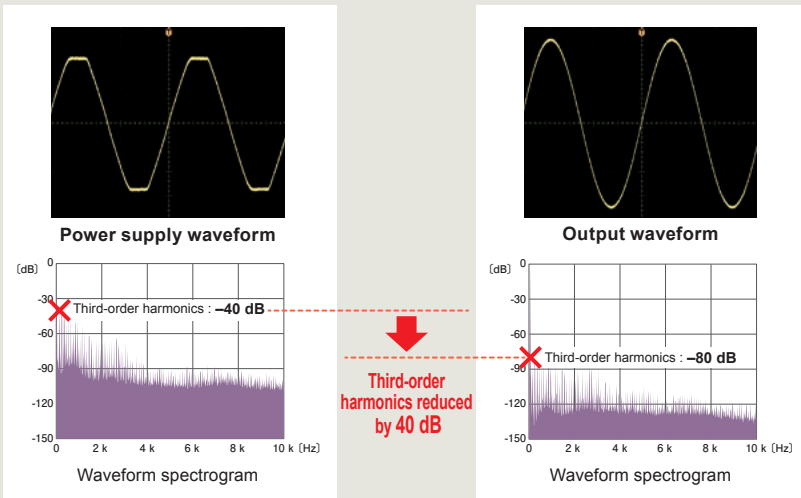 Power supply waveform
[dB]
0
-30
-60
-90
-120
-150
Third-order harmonics : –40 dB
0
2 k
4 k
6 k
8 k
10 k [Hz]
Waveform spectrogram
Third-order
harmonics reduced
by 40 dB
Output waveform
[dB]
0
-30
-60
-90
-120
-150
Third-order harmonics : –80 dB
0
2 k
4 k
6 k
8 k
10 k [Hz]
Waveform spectrogram